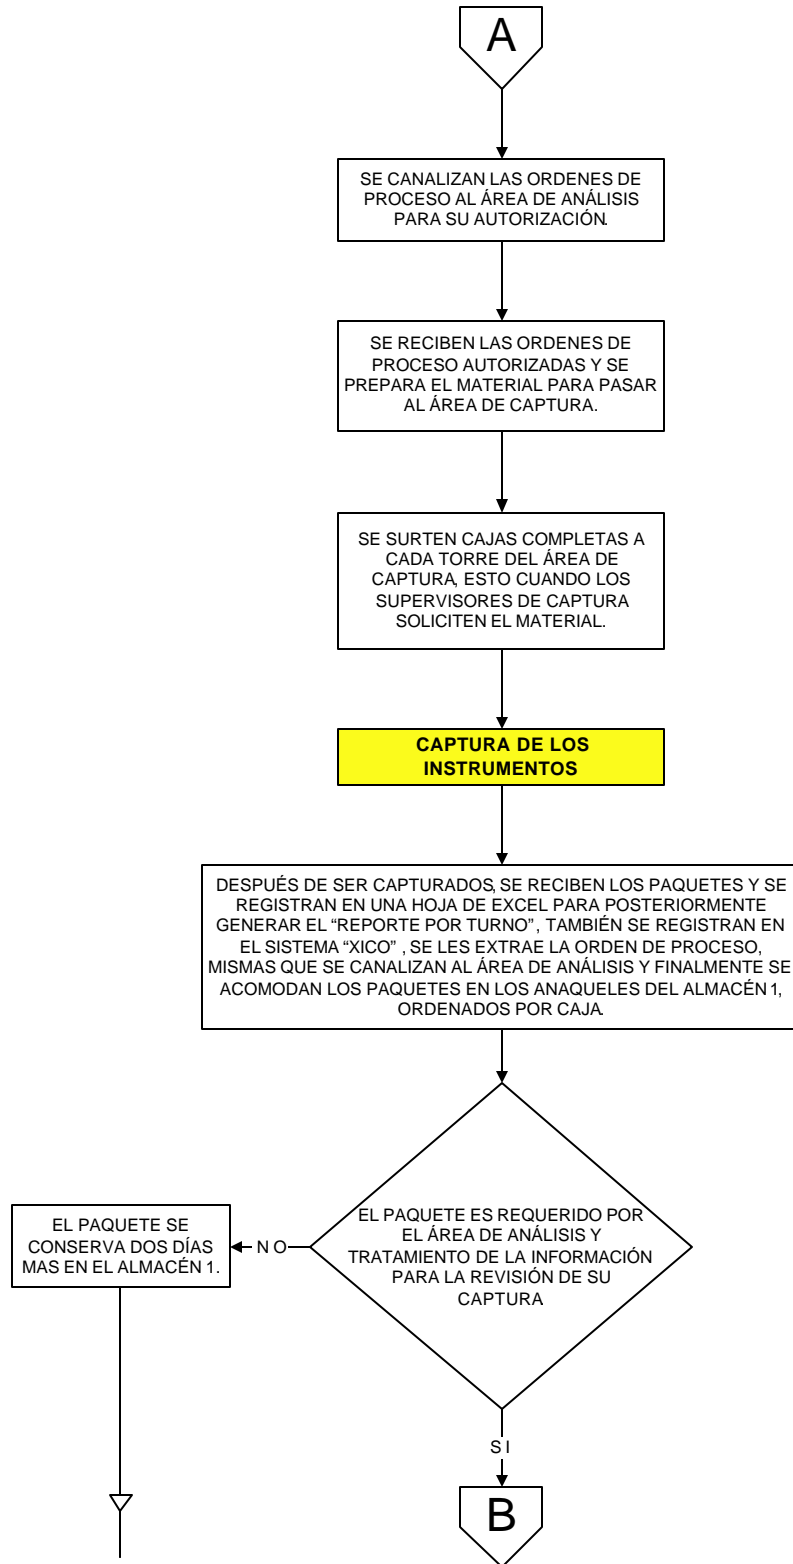 A
SE CANALIZAN LAS ORDENES DE
PROCESO AL ÁREA DE ANÁLISIS
PARA SU AUTORIZACIÓN.
SE RECIBEN LAS ORDENES DE
PROCESO AUTORIZADAS Y SE
PREPARA EL MATERIAL PARA PASAR
AL ÁREA DE CAPTURA.
SE SURTEN CAJAS COMPLETAS A
CADA TORRE DEL ÁREA DE
CAPTURA, ESTO CUANDO LOS
SUPERVISORES DE CAPTURA
SOLICITEN EL MATERIAL.
CAPTURA DE LOS
INSTRUMENTOS
DESPUÉS DE SER CAPTURADOS, SE RECIBEN LOS PAQUETES Y SE
REGISTRAN EN UNA HOJA DE EXCEL PARA POSTERIORMENTE
GENERAR EL “REPORTE POR TURNO”, TAMBIÉN SE REGISTRAN EN
EL SISTEMA “XICO” , SE LES EXTRAE LA ORDEN DE PROCESO,
MISMAS QUE SE CANALIZAN AL ÁREA DE ANÁLISIS Y FINALMENTE SE
ACOMODAN LOS PAQUETES EN LOS ANAQUELES DEL ALMACÉN 1,
ORDENADOS POR CAJA.
EL PAQUETE ES REQUERIDO POR
EL ÁREA DE ANÁLISIS Y
TRATAMIENTO DE LA INFORMACIÓN
PARA LA REVISIÓN DE SU
CAPTURA
NO
EL PAQUETE SE
CONSERVA DOS DÍAS
MAS EN EL ALMACÉN 1.
SI
B